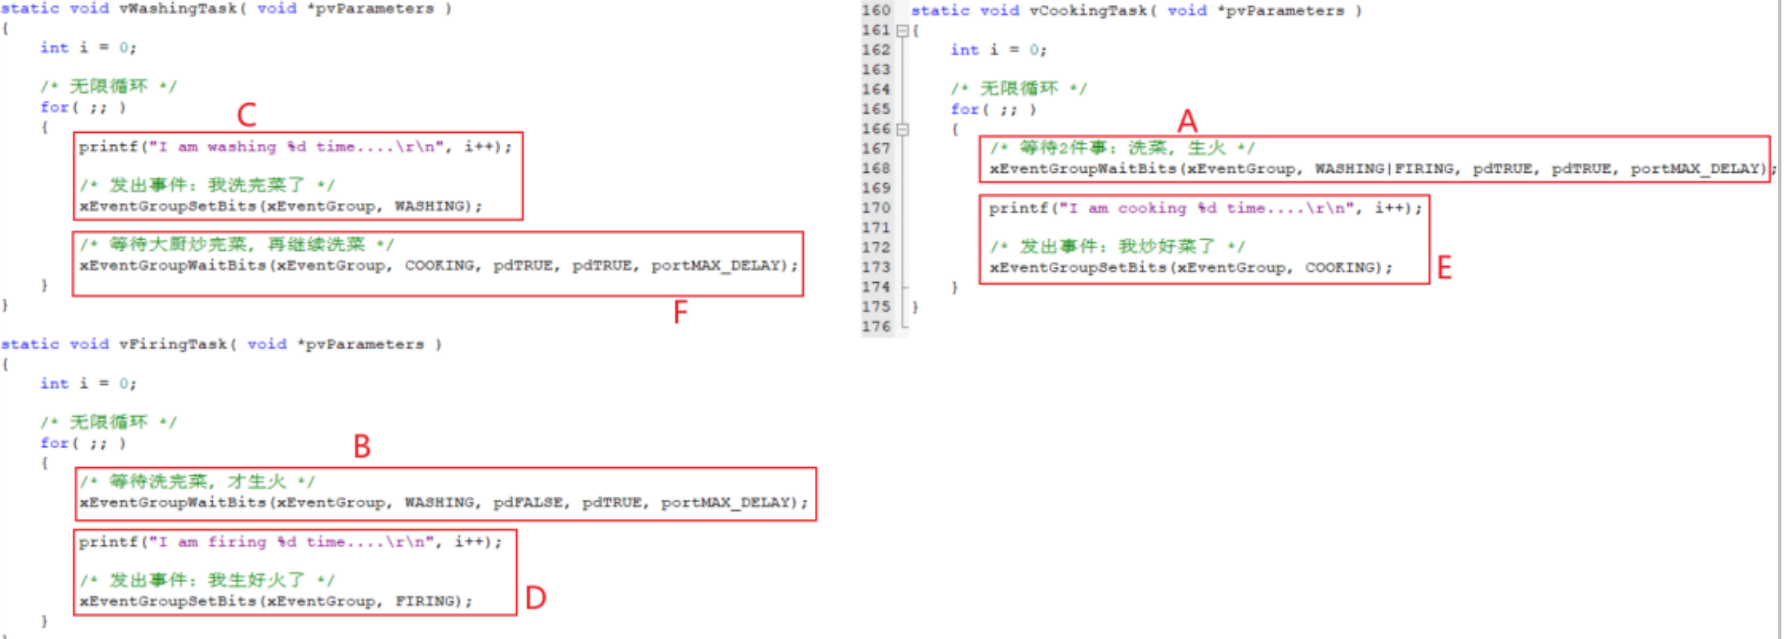 static void vWashingTask( void *pvParameters )
{
int i = 0;
/* 无限循环 */
for( ;; )
C
{
printf("I am washing %d time....\r\n", i++);
/* 发出事件: 我洗完菜了 */
xEventGroupSetBits(xEventGroup, WASHING);
/* 等待大厨炒完菜, 再继续洗菜 */
xEventGroupWaitBits(xEventGroup, COOKING, pdTRUE, pdTRUE, portMAX_DELAY);
}
F
}
static void vFiringTask( void *pvParameters )
{
int i = 0;
/* 无限循环 */
for( ;; )
B
{
/* 等待洗完菜, 才生火 */
xEventGroupWaitBits(xEventGroup, WASHING, pdFALSE, pdTRUE, portMAX_DELAY);
printf("I am firing %d time....\r\n", i++);
/* 发出事件: 我生好火了 */
xEventGroupSetBits(xEventGroup, FIRING);
D
}
160 static void vCookingTask( void *pvParameters )
161 {
162 int i = 0;
163
164 /* 无限循环 */
165 for( ;; )
A
166 {
167 /* 等待2件事: 洗菜, 生火 */
168 xEventGroupWaitBits(xEventGroup, WASHING|FIRING, pdTRUE, pdTRUE, portMAX_DELAY);
169
170 printf("I am cooking %d time....\r\n", i++);
171
172 /* 发出事件: 我炒好菜了 */
173 xEventGroupSetBits(xEventGroup, COOKING);
E
174 }
175 }
176